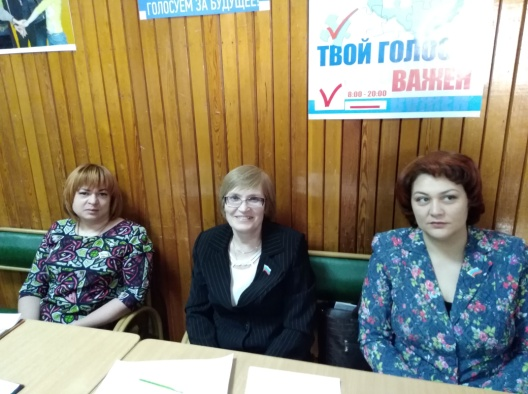 ГОЛОСУЕМ ЗА БУДУЩЕЕ!
ТВОЙ ГОЛОС
ВАЖЕН
8:00 - 20:00